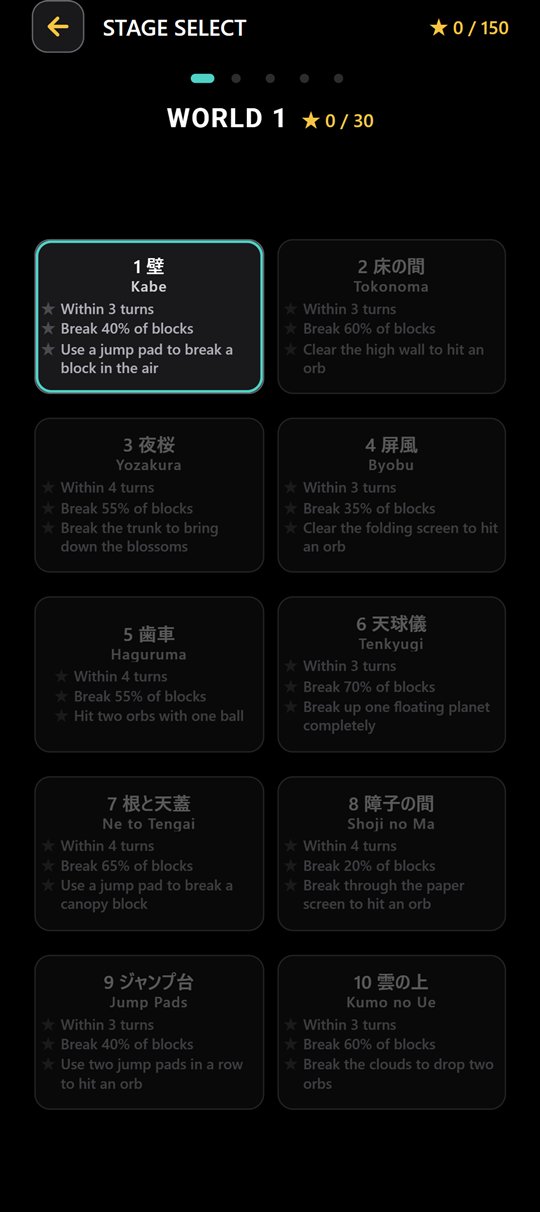 STAGE SELECT
★ 0 / 150
WORLD 1 ★ 0 / 30
1 壁
Kabe
★ Within 3 turns
★ Break 40% of blocks
★ Use a jump pad to break a
block in the air
2 床の間
Tokonoma
★ Within 3 turns
★ Break 60% of blocks
★ Clear the high wall to hit an
orb
3 夜桜
Yozakura
★ Within 4 turns
★ Break 55% of blocks
★ Break the trunk to bring
down the blossoms
4 屏風
Byobu
★ Within 3 turns
★ Break 35% of blocks
★ Clear the folding screen to hit
an orb
5 歯車
Haguruma
★ Within 4 turns
★ Break 55% of blocks
★ Hit two orbs with one ball
6 天球儀
Tenkyugi
★ Within 3 turns
★ Break 70% of blocks
★ Break up one floating planet
completely
7 根と天蓋
Ne to Tengai
★ Within 4 turns
★ Break 65% of blocks
★ Use a jump pad to break a
canopy block
8 障子の間
Shoji no Ma
★ Within 4 turns
★ Break 20% of blocks
★ Break through the paper
screen to hit an orb
9 ジャンプ台
Jump Pads
★ Within 3 turns
★ Break 40% of blocks
★ Use two jump pads in a row
to hit an orb
10 雲の上
Kumo no Ue
★ Within 3 turns
★ Break 60% of blocks
★ Break the clouds to drop two
orbs